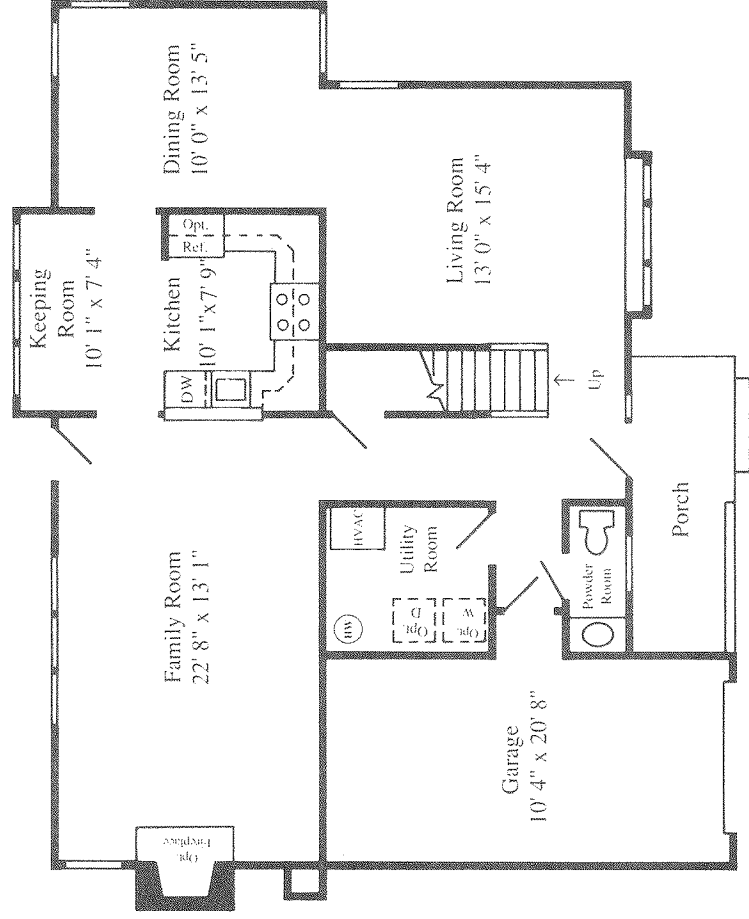 Keeping
Room
10' 1" x 7' 4"
Dining Room
10' 0" x 13' 5"
Kitchen
10' 1"x7' 9"
Opt.
Ref.
DW
Living Room
13' 0" x 15' 4"
Up
Family Room
22' 8" x 13' 1"
Opt.
Fireplace
HVAC
Utility
Room
HW
Opt.
D
Opt.
W
Powder
Room
Porch
Garage
10' 4" x 20' 8"